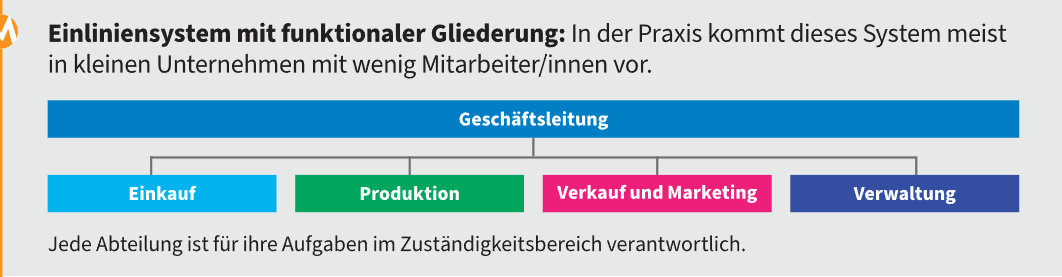 Einliniensystem mit funktionaler Gliederung: In der Praxis kommt dieses System meist
in kleinen Unternehmen mit wenig Mitarbeiter/innen vor.
Geschäftsleitung
Einkauf
Produktion
Verkauf und Marketing
Verwaltung
Jede Abteilung ist für ihre Aufgaben im Zuständigkeitsbereich verantwortlich.